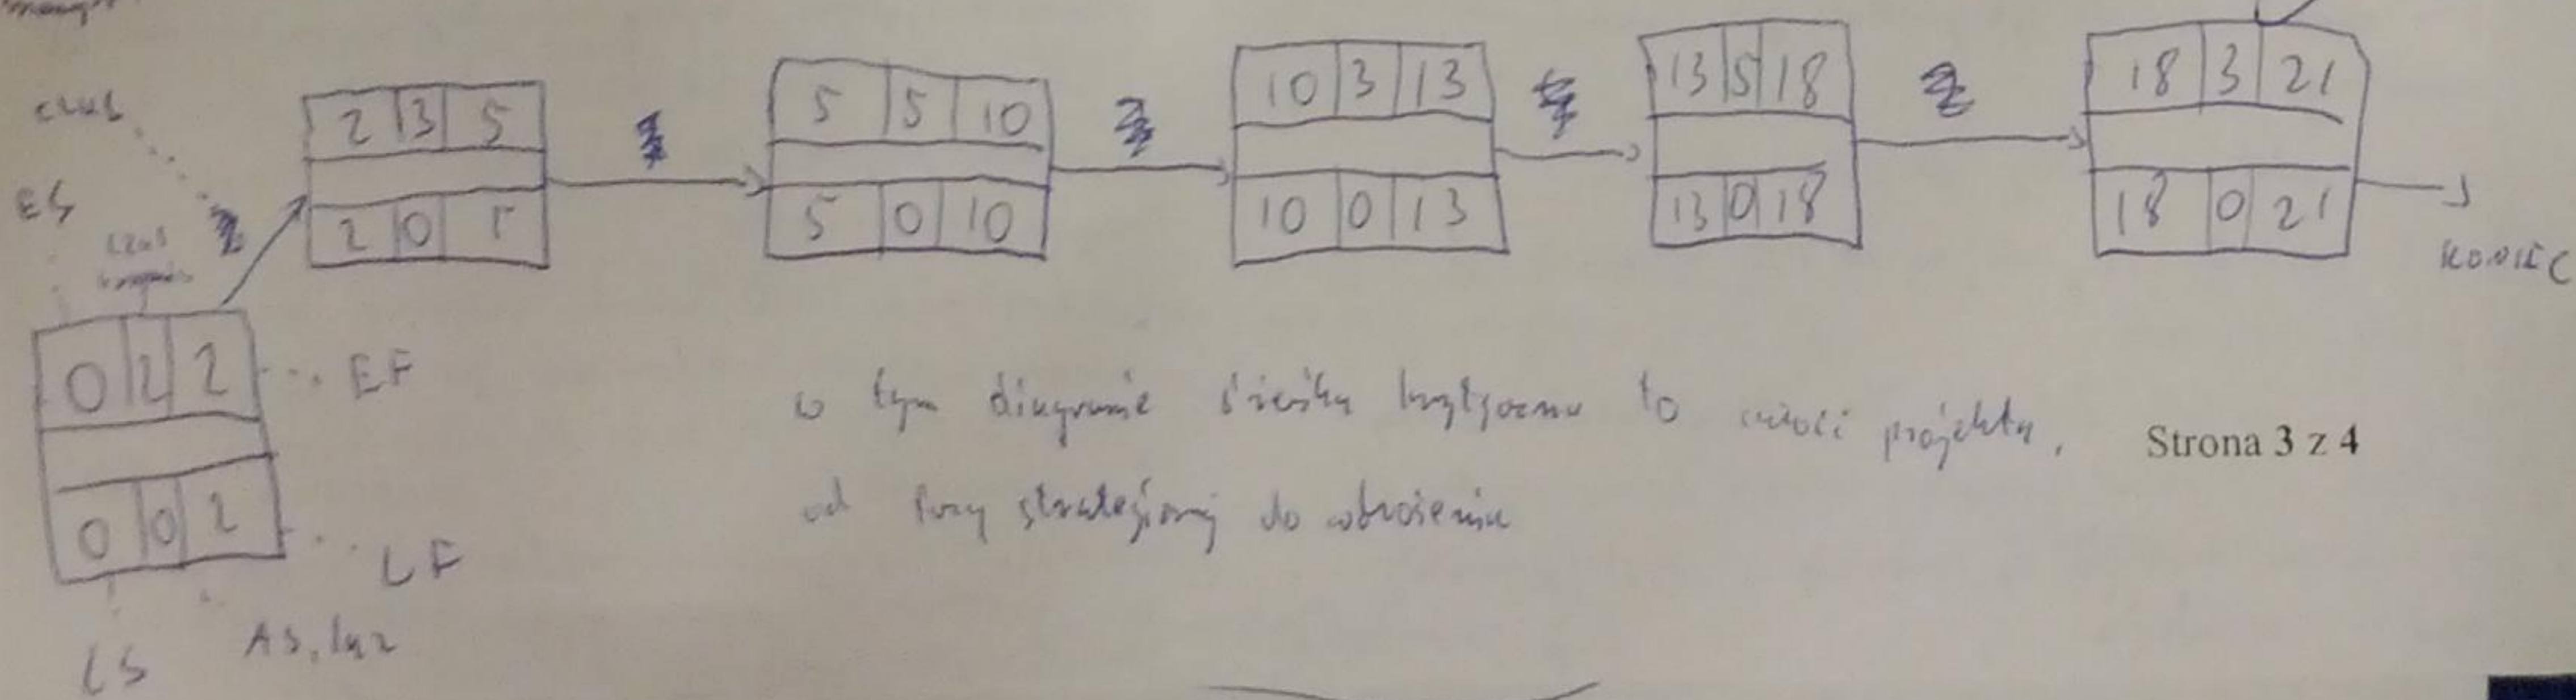 czas
ES
czas
2 3 5
2 0 5
5 5 10
5 0 10
10 3 13
10 0 13
13 5 18
13 0 18
18 3 21
18 0 21
KONIEC
0 2 2
0 0 2
EF
LF
LS
w tym diagramie ścieżka krytyczna to całość projektu,
od fazy strategicznej do wdrożenia
Strona 3 z 4